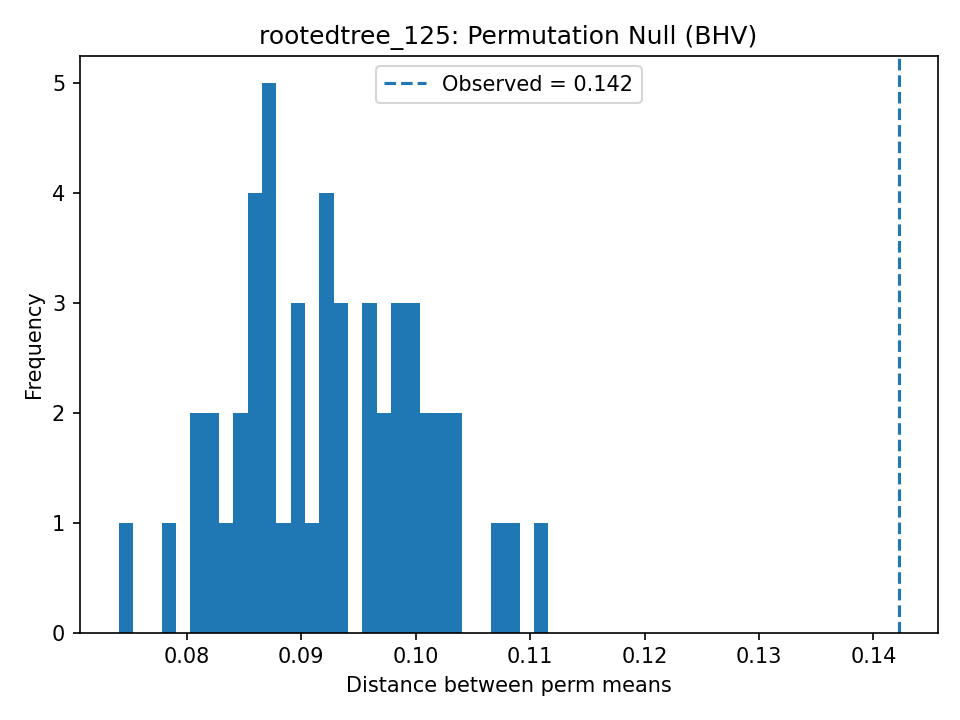 rootedtree_125: Permutation Null (BHV)
Observed = 0.142
5
4
3
2
1
0
Frequency
0.08 0.09 0.10 0.11 0.12 0.13 0.14
Distance between perm means